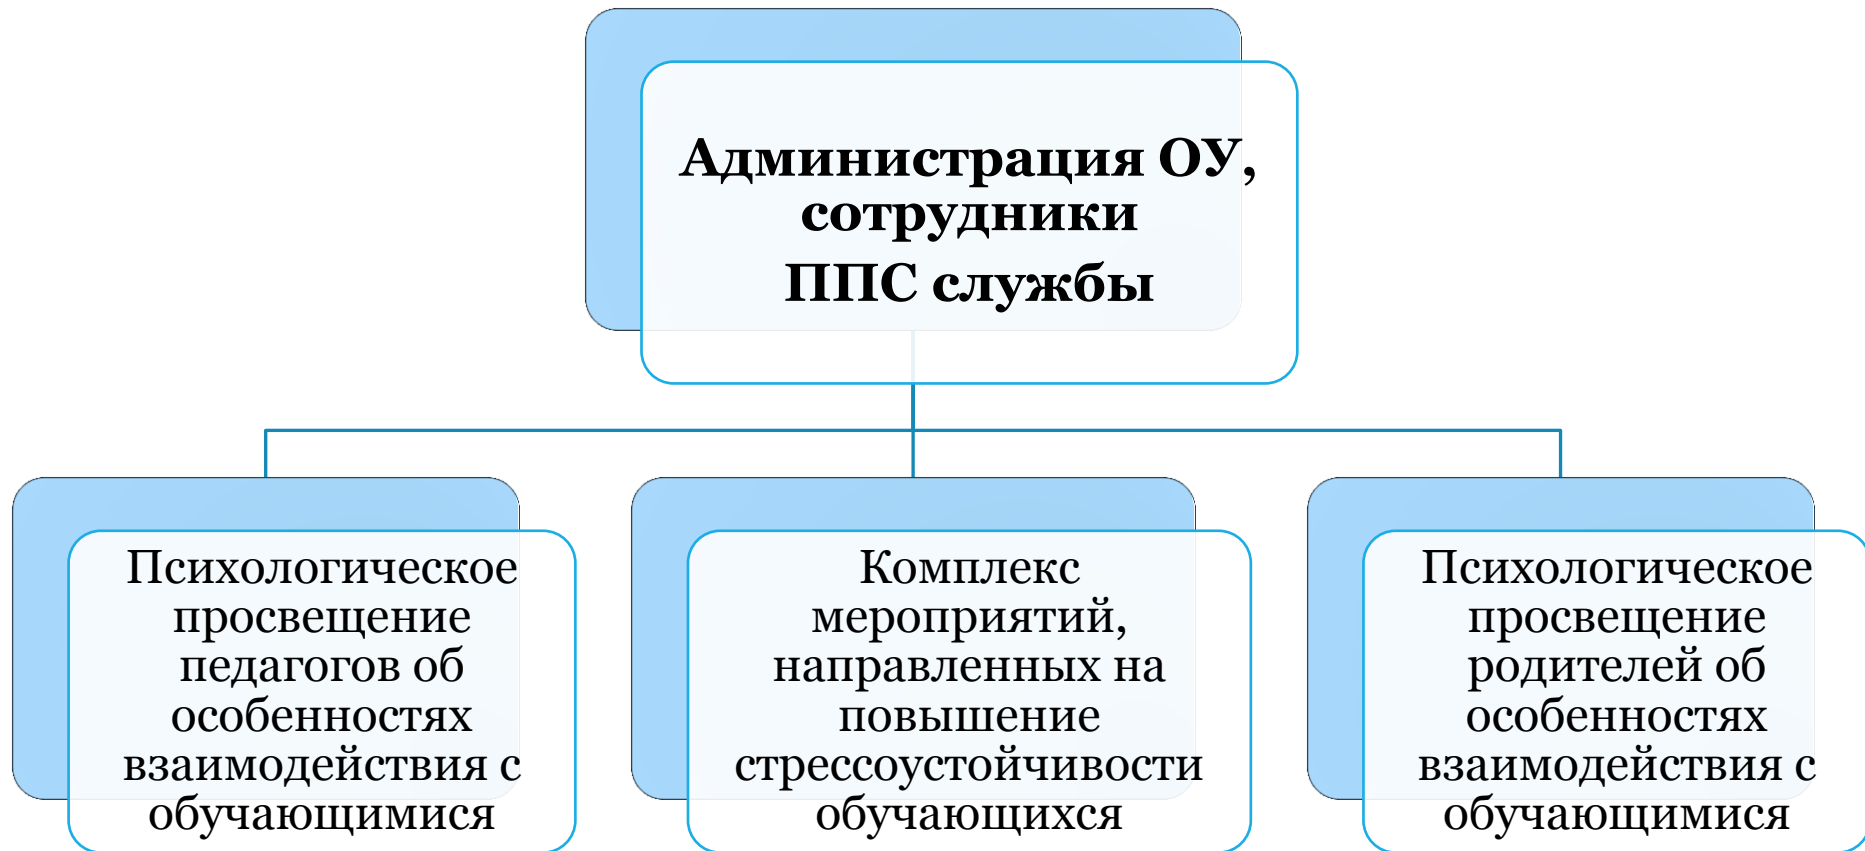 Администрация ОУ,
сотрудники
ППС службы
Психологическое
просвещение
педагогов об
особенностях
взаимодействия с
обучающимися
Комплекс
мероприятий,
направленных на
повышение
стрессоустойчивости
обучающихся
Психологическое
просвещение
родителей об
особенностях
взаимодействия с
обучающимися